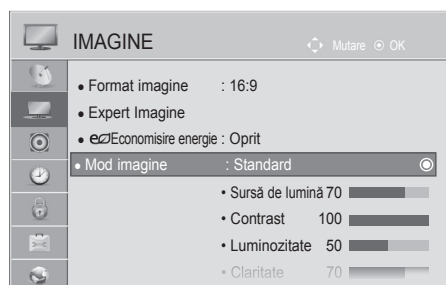 IMAGINE
Mutare ⊙ OK
• Format imagine : 16:9
• Expert Imagine
• eEconomisire energie : Oprit
• Mod imagine : Standard
• Sursă de lumină 70
• Contrast 100
• Luminozitate 50
• Claritate 70